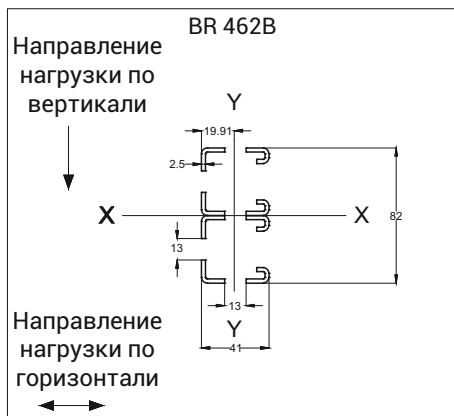 BR 462B
Направление
нагрузки по
вертикали
Y
19.91
2.5
X
X
82
13
13
Y
41
Направление
нагрузки по
горизонтали